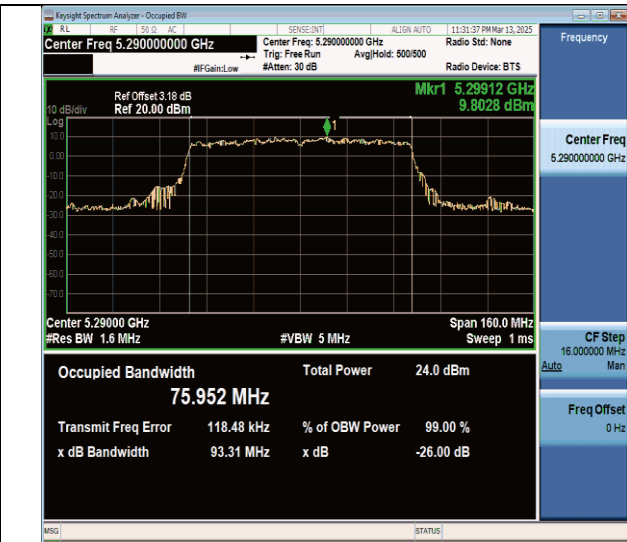 Keysight Spectrum Analyzer - Occupied BW
RL RF 50 Ω AC SENSE:INT ALIGN AUTO 11:31:37 PM Mar 13, 2025
Center Freq 5.290000000 GHz
Center Freq: 5.290000000 GHz
Radio Std: None
Trig: Free Run Avg|Hold: 500/500
#IFGain:Low #Atten: 30 dB Radio Device: BTS
Mkr1 5.29912 GHz
9.8028 dBm
Ref Offset 3.18 dB
10 dB/div Ref 20.00 dBm
Log
10.0
0.00
-10.0
-20.0
-30.0
-40.0
-50.0
-60.0
-70.0
1
Center 5.29000 GHz Span 160.0 MHz
#Res BW 1.6 MHz #VBW 5 MHz Sweep 1 ms
Occupied Bandwidth Total Power 24.0 dBm
75.952 MHz
Transmit Freq Error 118.48 kHz % of OBW Power 99.00 %
x dB Bandwidth 93.31 MHz x dB -26.00 dB
MSG STATUS
Frequency
Center Freq
5.290000000 GHz
CF Step
16.000000 MHz
Auto Man
Freq Offset
0 Hz